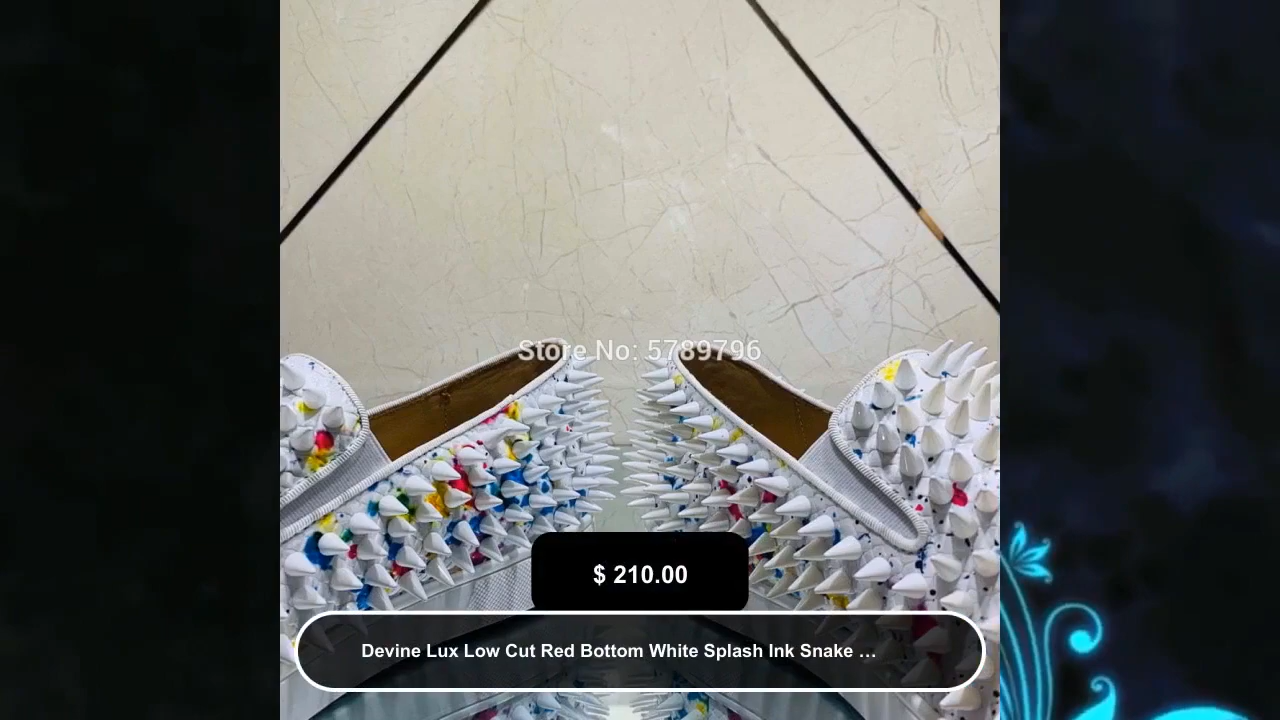 Store No: 5789796
$ 210.00
Devine Lux Low Cut Red Bottom White Splash Ink Snake ...